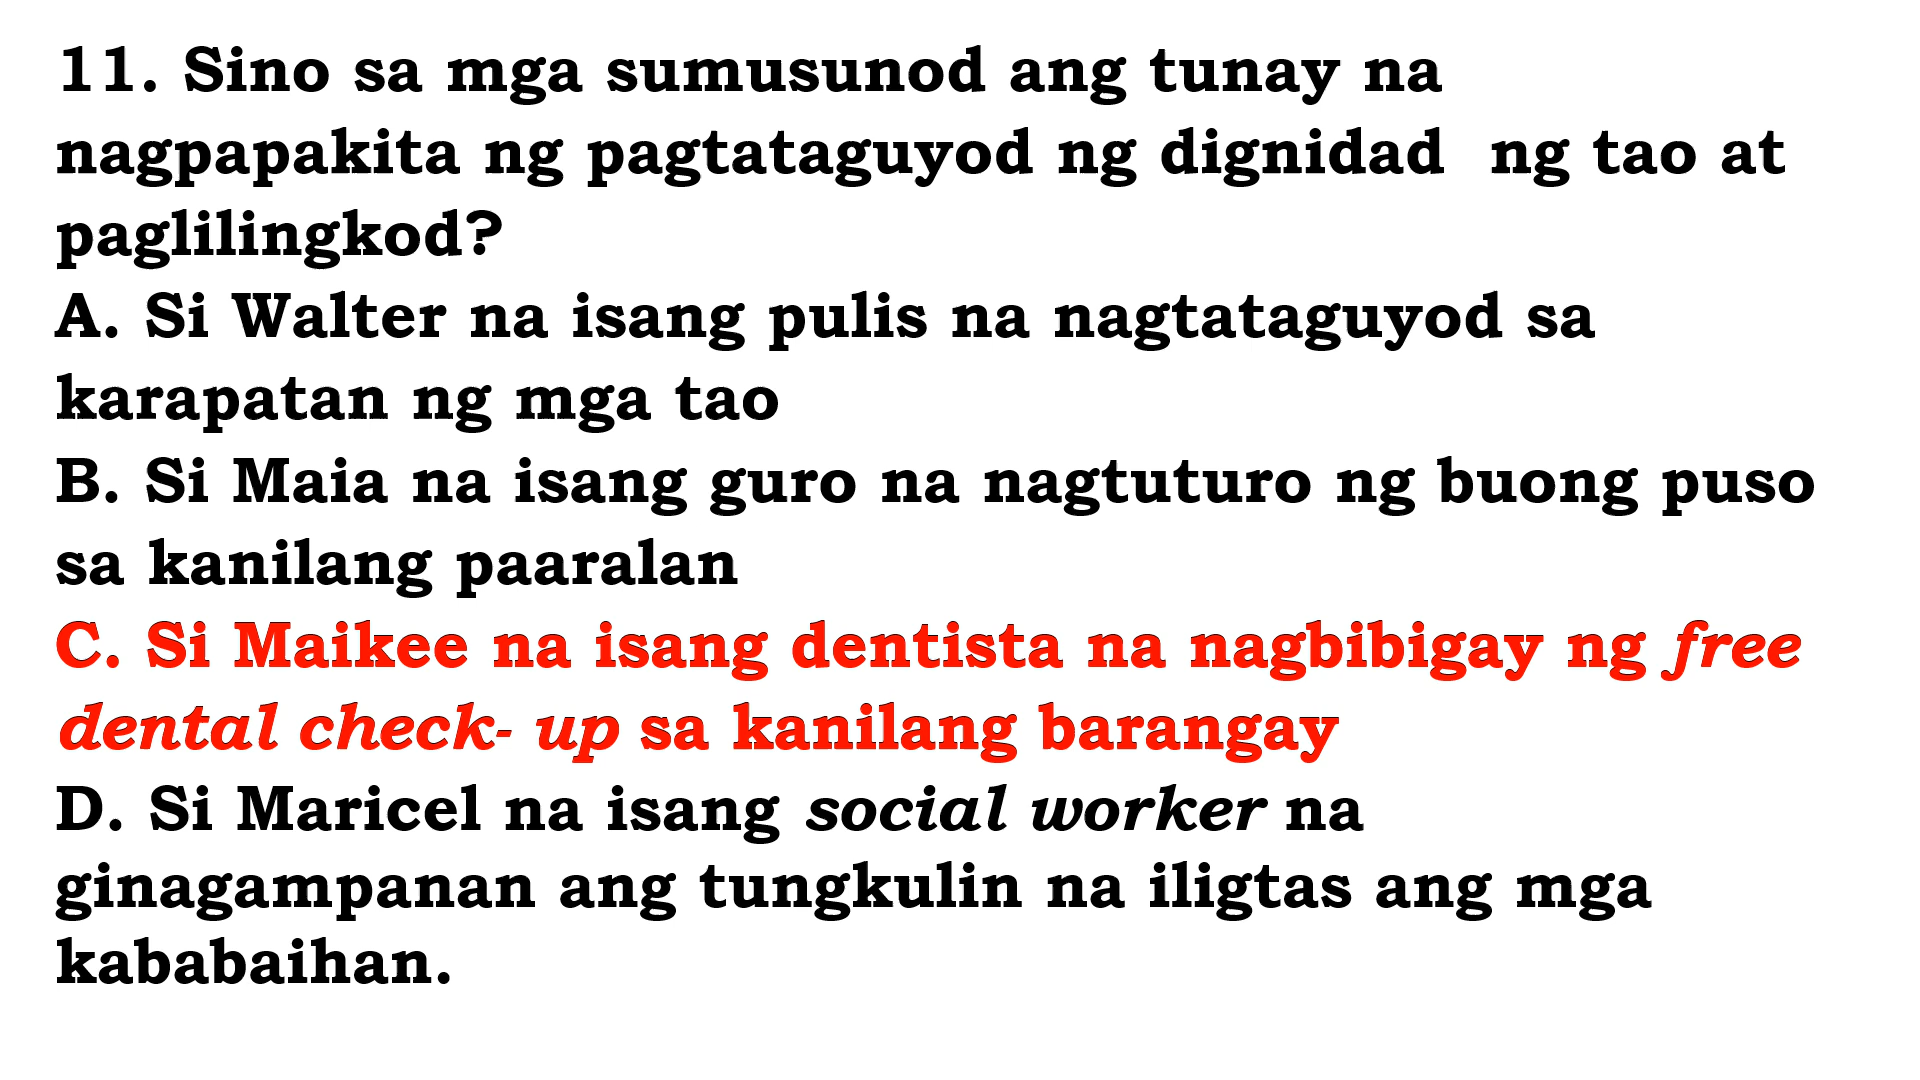 11. Sino sa mga sumusunod ang tunay na
nagpapakita ng pagtataguyod ng dignidad  ng tao at
paglilingkod?
A. Si Walter na isang pulis na nagtataguyod sa
karapatan ng mga tao
B. Si Maia na isang guro na nagtuturo ng buong puso
sa kanilang paaralan
C. Si Maikee na isang dentista na nagbibigay ng free
dental check- up sa kanilang barangay
D. Si Maricel na isang social worker na
ginagampanan ang tungkulin na iligtas ang mga
kababaihan.